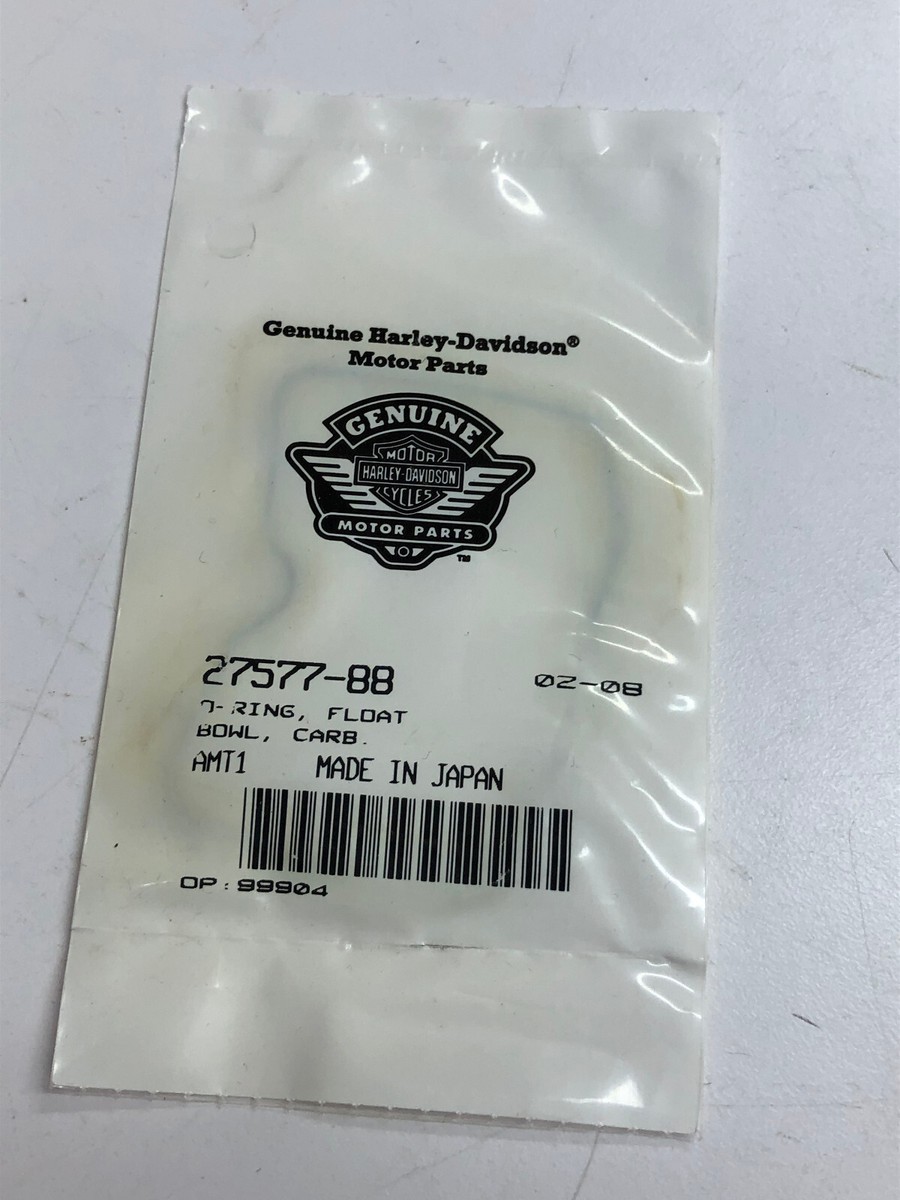 Genuine Harley-Davidson®
Motor Parts
GENUINE
MOTOR
HARLEY-DAVIDSON
CYCLES
MOTOR PARTS
TM
27577-88 02-08
O-RING, FLOAT
BOWL, CARB.
AMT1 MADE IN JAPAN
OP: 99904